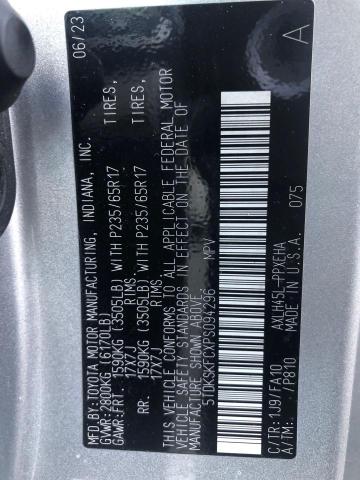 MFD.BY:TOYOTA MOTOR MANUFACTURING, INDIANA, INC. 06/23
GVWR:2800KG (6170LB)
GAWR:FRT. 1590KG (3505LB) WITH P235/65R17 TIRES,
17X7J RIMS
RR. 1590KG (3505LB) WITH P235/65R17 TIRES,
17X7J RIMS
THIS VEHICLE CONFORMS TO ALL APPLICABLE FEDERAL MOTOR
VEHICLE SAFETY STANDARDS IN EFFECT ON THE DATE OF
MANUFACTURE SHOWN ABOVE.
5TDKSKFCXPS094296 MPV
C/TR:1J9/FA10 AXLH45L-PPXEHA
A/TM: /P810 MADE IN U.S.A. 075
A